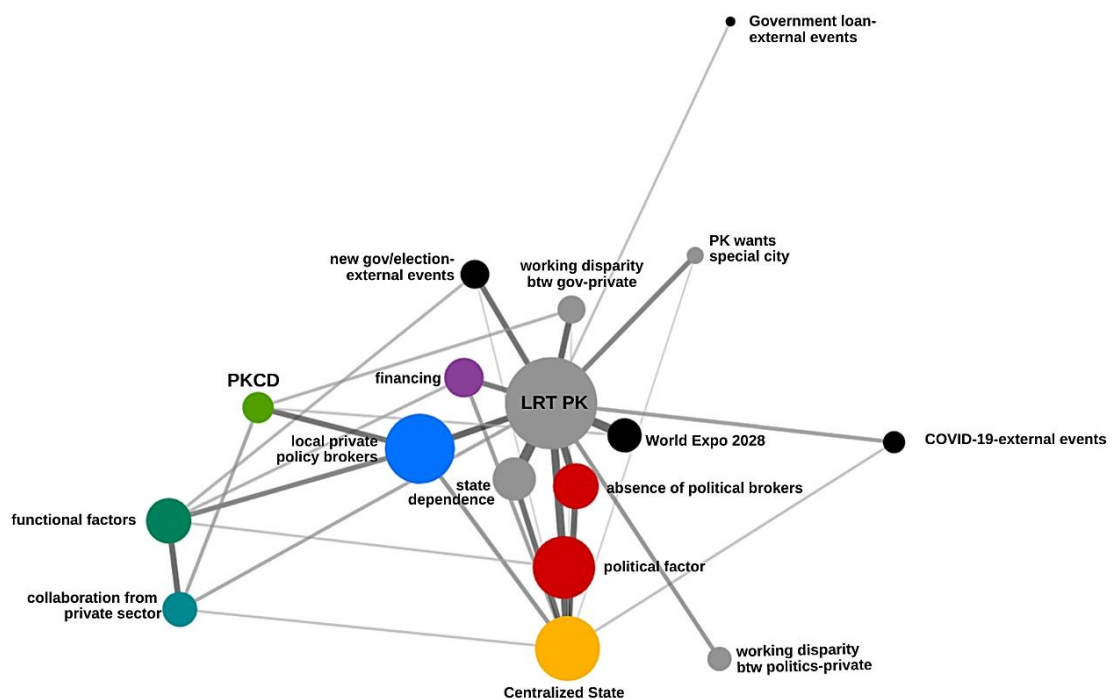 Government loan-
external events
PK wants
special city
new gov/election-
external events
working disparity
btw gov-private
PKCD
financing
LRT PK
local private
policy brokers
World Expo 2028
COVID-19-external events
state
dependence
absence of political brokers
functional factors
political factor
collaboration from
private sector
working disparity
btw politics-private
Centralized State